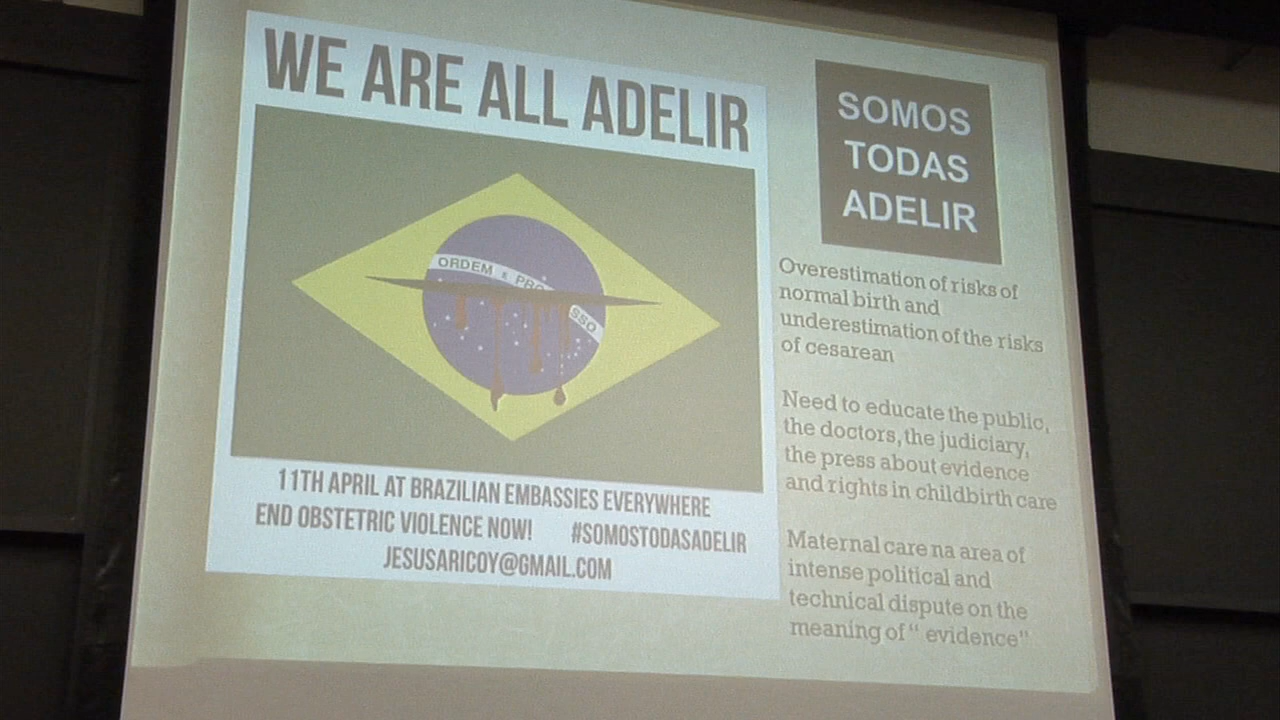 WE ARE ALL ADELIR
ORDEM E PRO SSO
11TH APRIL AT BRAZILIAN EMBASSIES EVERYWHERE
END OBSTETRIC VIOLENCE NOW! #SOMOSTODASADELIR
JESUSARICOY@GMAIL.COM
SOMOS
TODAS
ADELIR
Overestimation of risks of
normal birth and
underestimation of the risks
of cesarean
Need to educate the public,
the doctors, the judiciary,
the press about evidence
and rights in childbirth care
Maternal care na area of
intense political and
technical dispute on the
meaning of “ evidence”